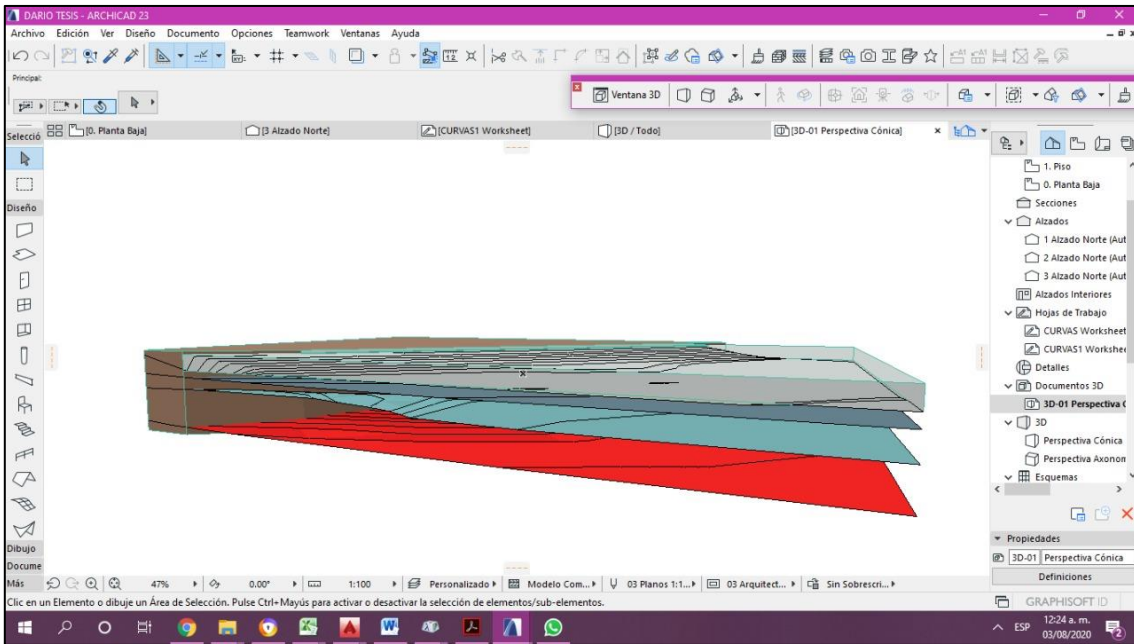 DARIO TESIS - ARCHICAD 23
Archivo Edición Ver Diseño Documento Opciones Teamwork Ventanas Ayuda
Principal:
Ventana 3D
Selecció
[0. Planta Baja]
[3 Alzado Norte]
[CURVAS1 Worksheet]
[3D / Todo]
[3D-01 Perspectiva Cónica]
Diseño
1. Piso
0. Planta Baja
Secciones
Alzados
1 Alzado Norte (Aut
2 Alzado Norte (Aut
3 Alzado Norte (Aut
Alzados Interiores
Hojas de Trabajo
CURVAS Worksheet
CURVAS1 Workshee
Detalles
Documentos 3D
3D-01 Perspectiva C
3D
Perspectiva Cónica
Perspectiva Axonom
Esquemas
Propiedades
3D-01 Perspectiva Cónica
Definiciones
Dibujo
Docume
Más
47% 0.00° 1:100 Personalizado Modelo Com... 03 Planos 1:1... 03 Arquitect... Sin Sobrescri...
Clic en un Elemento o dibuje un Área de Selección. Pulse Ctrl+Mayús para activar o desactivar la selección de elementos/sub-elementos.
GRAPHISOFT ID
ESP
12:24 a. m.
03/08/2020
2